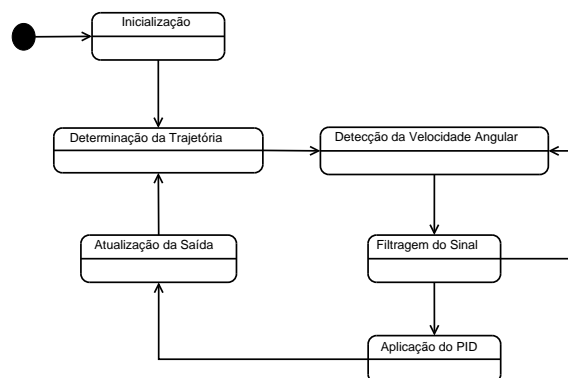 Inicialização
Determinação da Trajetória
Detecção da Velocidade Angular
Atualização da Saída
Filtragem do Sinal
Aplicação do PID